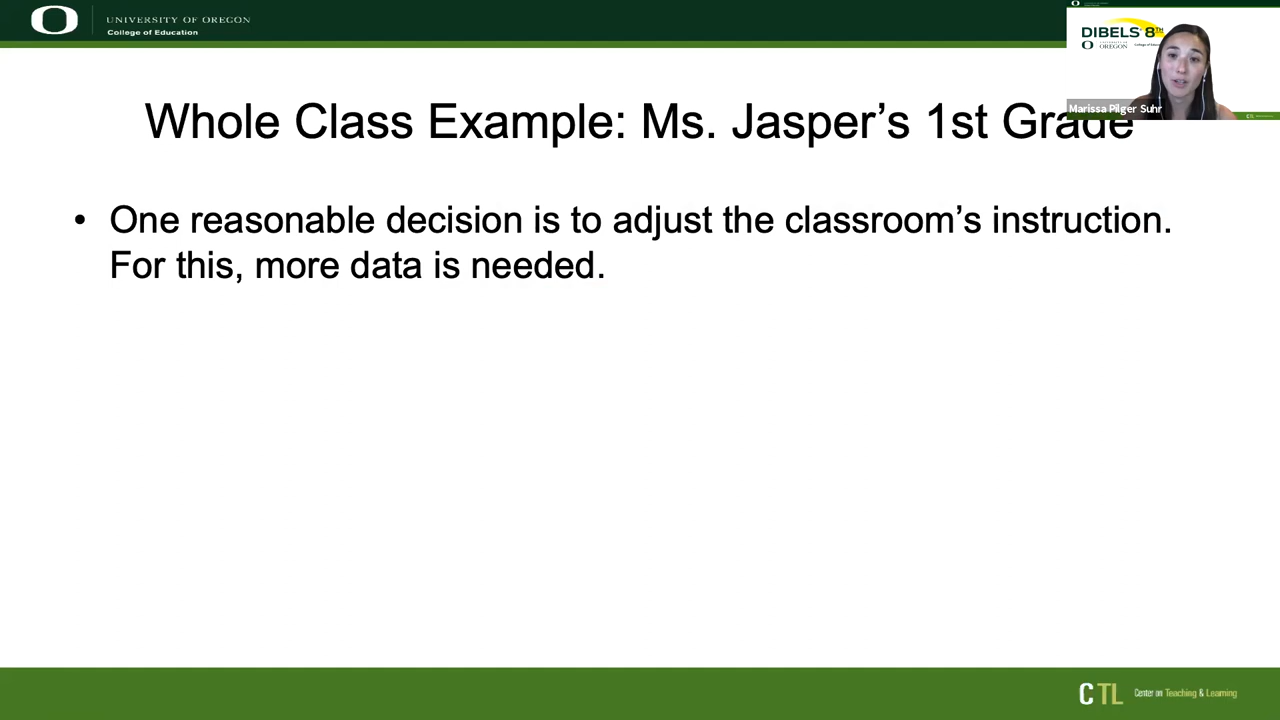 UNIVERSITY OF OREGON
College of Education
DIBELS 8TH
OREGON
Marissa Pilger Suhr
Whole Class Example: Ms. Jasper's 1st Grade
• One reasonable decision is to adjust the classroom's instruction.
For this, more data is needed.
CTL
CTL Center on Teaching & Learning